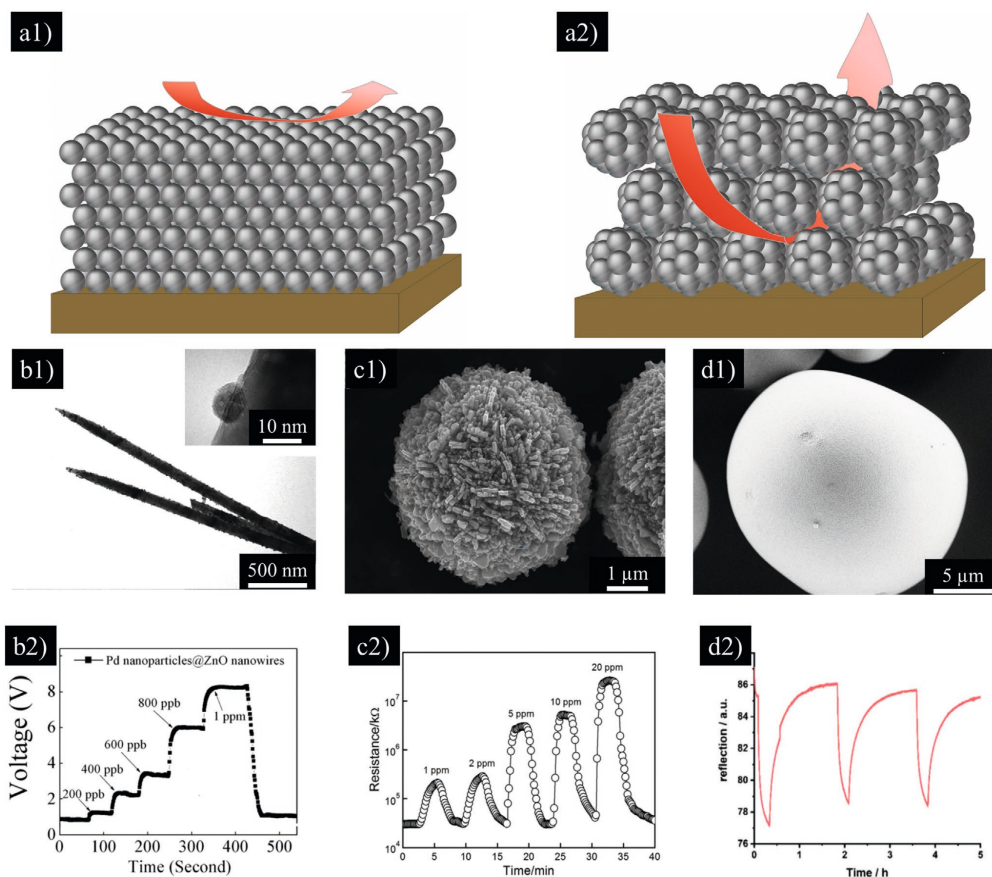 a1)
a2)
b1)
10 nm
500 nm
c1)
1 µm
d1)
5 µm
b2)
Pd nanoparticles@ZnO nanowires
Voltage (V)
8
6
4
2
0
200 ppb
400 ppb
600 ppb
800 ppb
1 ppm
0 100 200 300 400 500
Time (Second)
c2)
Resistance/kΩ
10⁷
10⁶
10⁵
10⁴
1 ppm
2 ppm
5 ppm
10 ppm
20 ppm
0 5 10 15 20 25 30 35 40
Time/min
d2)
reflection / a.u.
86
84
82
80
78
76
0 1 2 3 4 5
Time / h